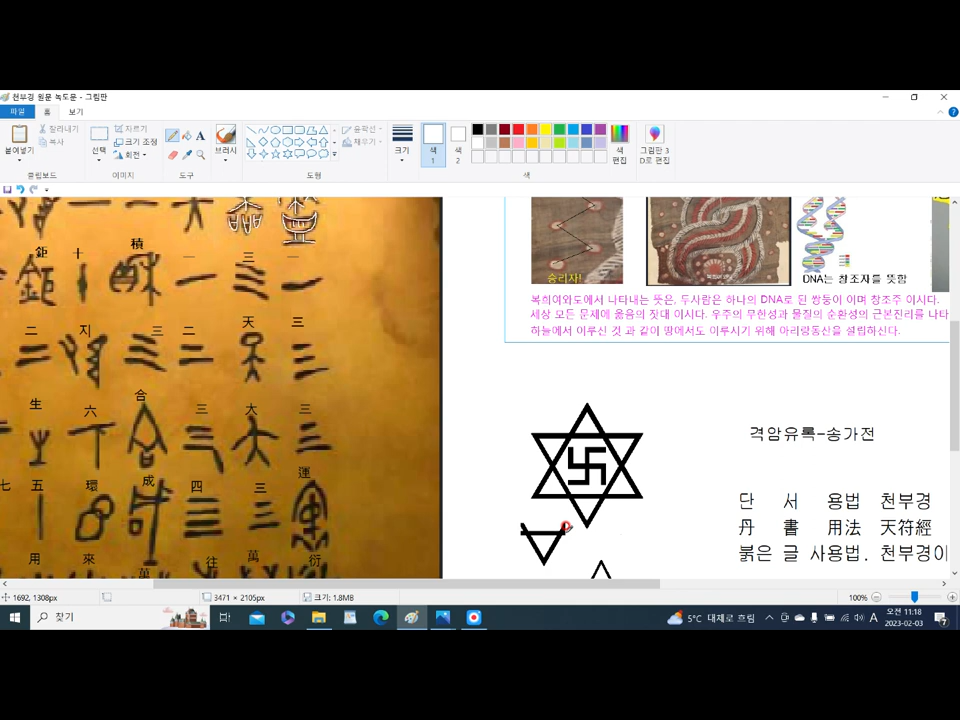 천부경 원문 녹도문 - 그림판
파일 홈 보기
붙여넣기
잘라내기
복사
선택
자르기
크기 조정
회전
A
브러시
윤곽선
채우기
크기
색
1
색
2
색
편집
그림판 3
D로 편집
클립보드 이미지 도구 도형 색
鉅 十 積 一 三 一
二 地 三 二 天 三
生 六 合 三 大 三
七 五 環 成 四 三 運
用 來 萬 往 萬 衍
승리자!
DNA는 창조자를 뜻함
복희여와도에서 나타내는 뜻은, 두사람은 하나의 DNA로 된 쌍둥이 이며 창조주 이시다.
세상 모든 문제에 옳음의 잣대 이시다. 우주의 무한성과 물질의 순환성의 근본진리를 나타
하늘에서 이루신 것 과 같이 땅에서도 이루시기 위해 아리랑동산을 설립하신다.
卐
격암유록-송가전
단 서 용법 천부경
丹 書 用法 天符經
붉은 글 사용법. 천부경이
1692, 1308px
3471 × 2105px
크기: 1.8MB
100%
찾기
5°C 대체로 흐림
A
오전 11:18
2023-02-03
7